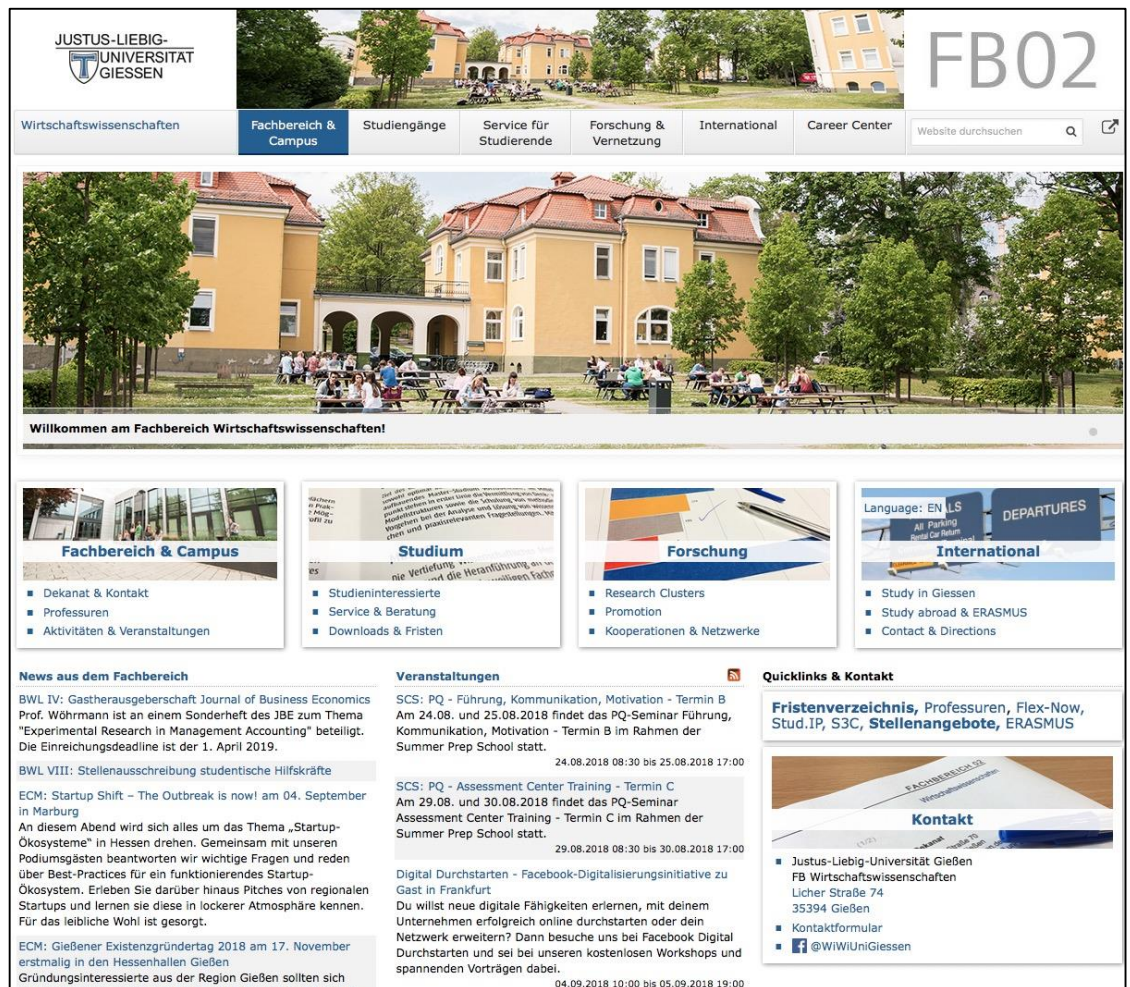 JUSTUS-LIEBIG-
UNIVERSITÄT
GIESSEN
FB02
Wirtschaftswissenschaften
Fachbereich &
Campus
Studiengänge
Service für
Studierende
Forschung &
Vernetzung
International
Career Center
Website durchsuchen
Willkommen am Fachbereich Wirtschaftswissenschaften!
Fachbereich & Campus
Dekanat & Kontakt
Professuren
Aktivitäten & Veranstaltungen
Studium
Studieninteressierte
Service & Beratung
Downloads & Fristen
Forschung
Research Clusters
Promotion
Kooperationen & Netzwerke
Language: EN
DEPARTURES
All Parking
Rental Car Return
International
Study in Giessen
Study abroad & ERASMUS
Contact & Directions
News aus dem Fachbereich
BWL IV: Gastherausgeberschaft Journal of Business Economics
Prof. Wöhrmann ist an einem Sonderheft des JBE zum Thema
"Experimental Research in Management Accounting" beteiligt.
Die Einreichungsdeadline ist der 1. April 2019.
BWL VIII: Stellenausschreibung studentische Hilfskräfte
ECM: Startup Shift – The Outbreak is now! am 04. September
in Marburg
An diesem Abend wird sich alles um das Thema „Startup-
Ökosysteme" in Hessen drehen. Gemeinsam mit unseren
Podiumsgästen beantworten wir wichtige Fragen und reden
über Best-Practices für ein funktionierendes Startup-
Ökosystem. Erleben Sie darüber hinaus Pitches von regionalen
Startups und lernen sie diese in lockerer Atmosphäre kennen.
Für das leibliche Wohl ist gesorgt.
ECM: Gießener Existenzgründertag 2018 am 17. November
erstmalig in den Hessenhallen Gießen
Gründungsinteressierte aus der Region Gießen sollten sich
Veranstaltungen
SCS: PQ - Führung, Kommunikation, Motivation - Termin B
Am 24.08. und 25.08.2018 findet das PQ-Seminar Führung,
Kommunikation, Motivation - Termin B im Rahmen der
Summer Prep School statt.
24.08.2018 08:30 bis 25.08.2018 17:00
SCS: PQ - Assessment Center Training - Termin C
Am 29.08. und 30.08.2018 findet das PQ-Seminar
Assessment Center Training - Termin C im Rahmen der
Summer Prep School statt.
29.08.2018 08:30 bis 30.08.2018 17:00
Digital Durchstarten - Facebook-Digitalisierungsinitiative zu
Gast in Frankfurt
Du willst neue digitale Fähigkeiten erlernen, mit deinem
Unternehmen erfolgreich online durchstarten oder dein
Netzwerk erweitern? Dann besuche uns bei Facebook Digital
Durchstarten und sei bei unseren kostenlosen Workshops und
spannenden Vorträgen dabei.
04.09.2018 10:00 bis 05.09.2018 19:00
Quicklinks & Kontakt
Fristenverzeichnis, Professuren, Flex-Now,
Stud.IP, S3C, Stellenangebote, ERASMUS
FACHBEREICH 02
Wirtschaftswissenschaften
Kontakt
Justus-Liebig-Universität Gießen
FB Wirtschaftswissenschaften
Licher Straße 74
35394 Gießen
Kontaktformular
@WiWiUniGiessen